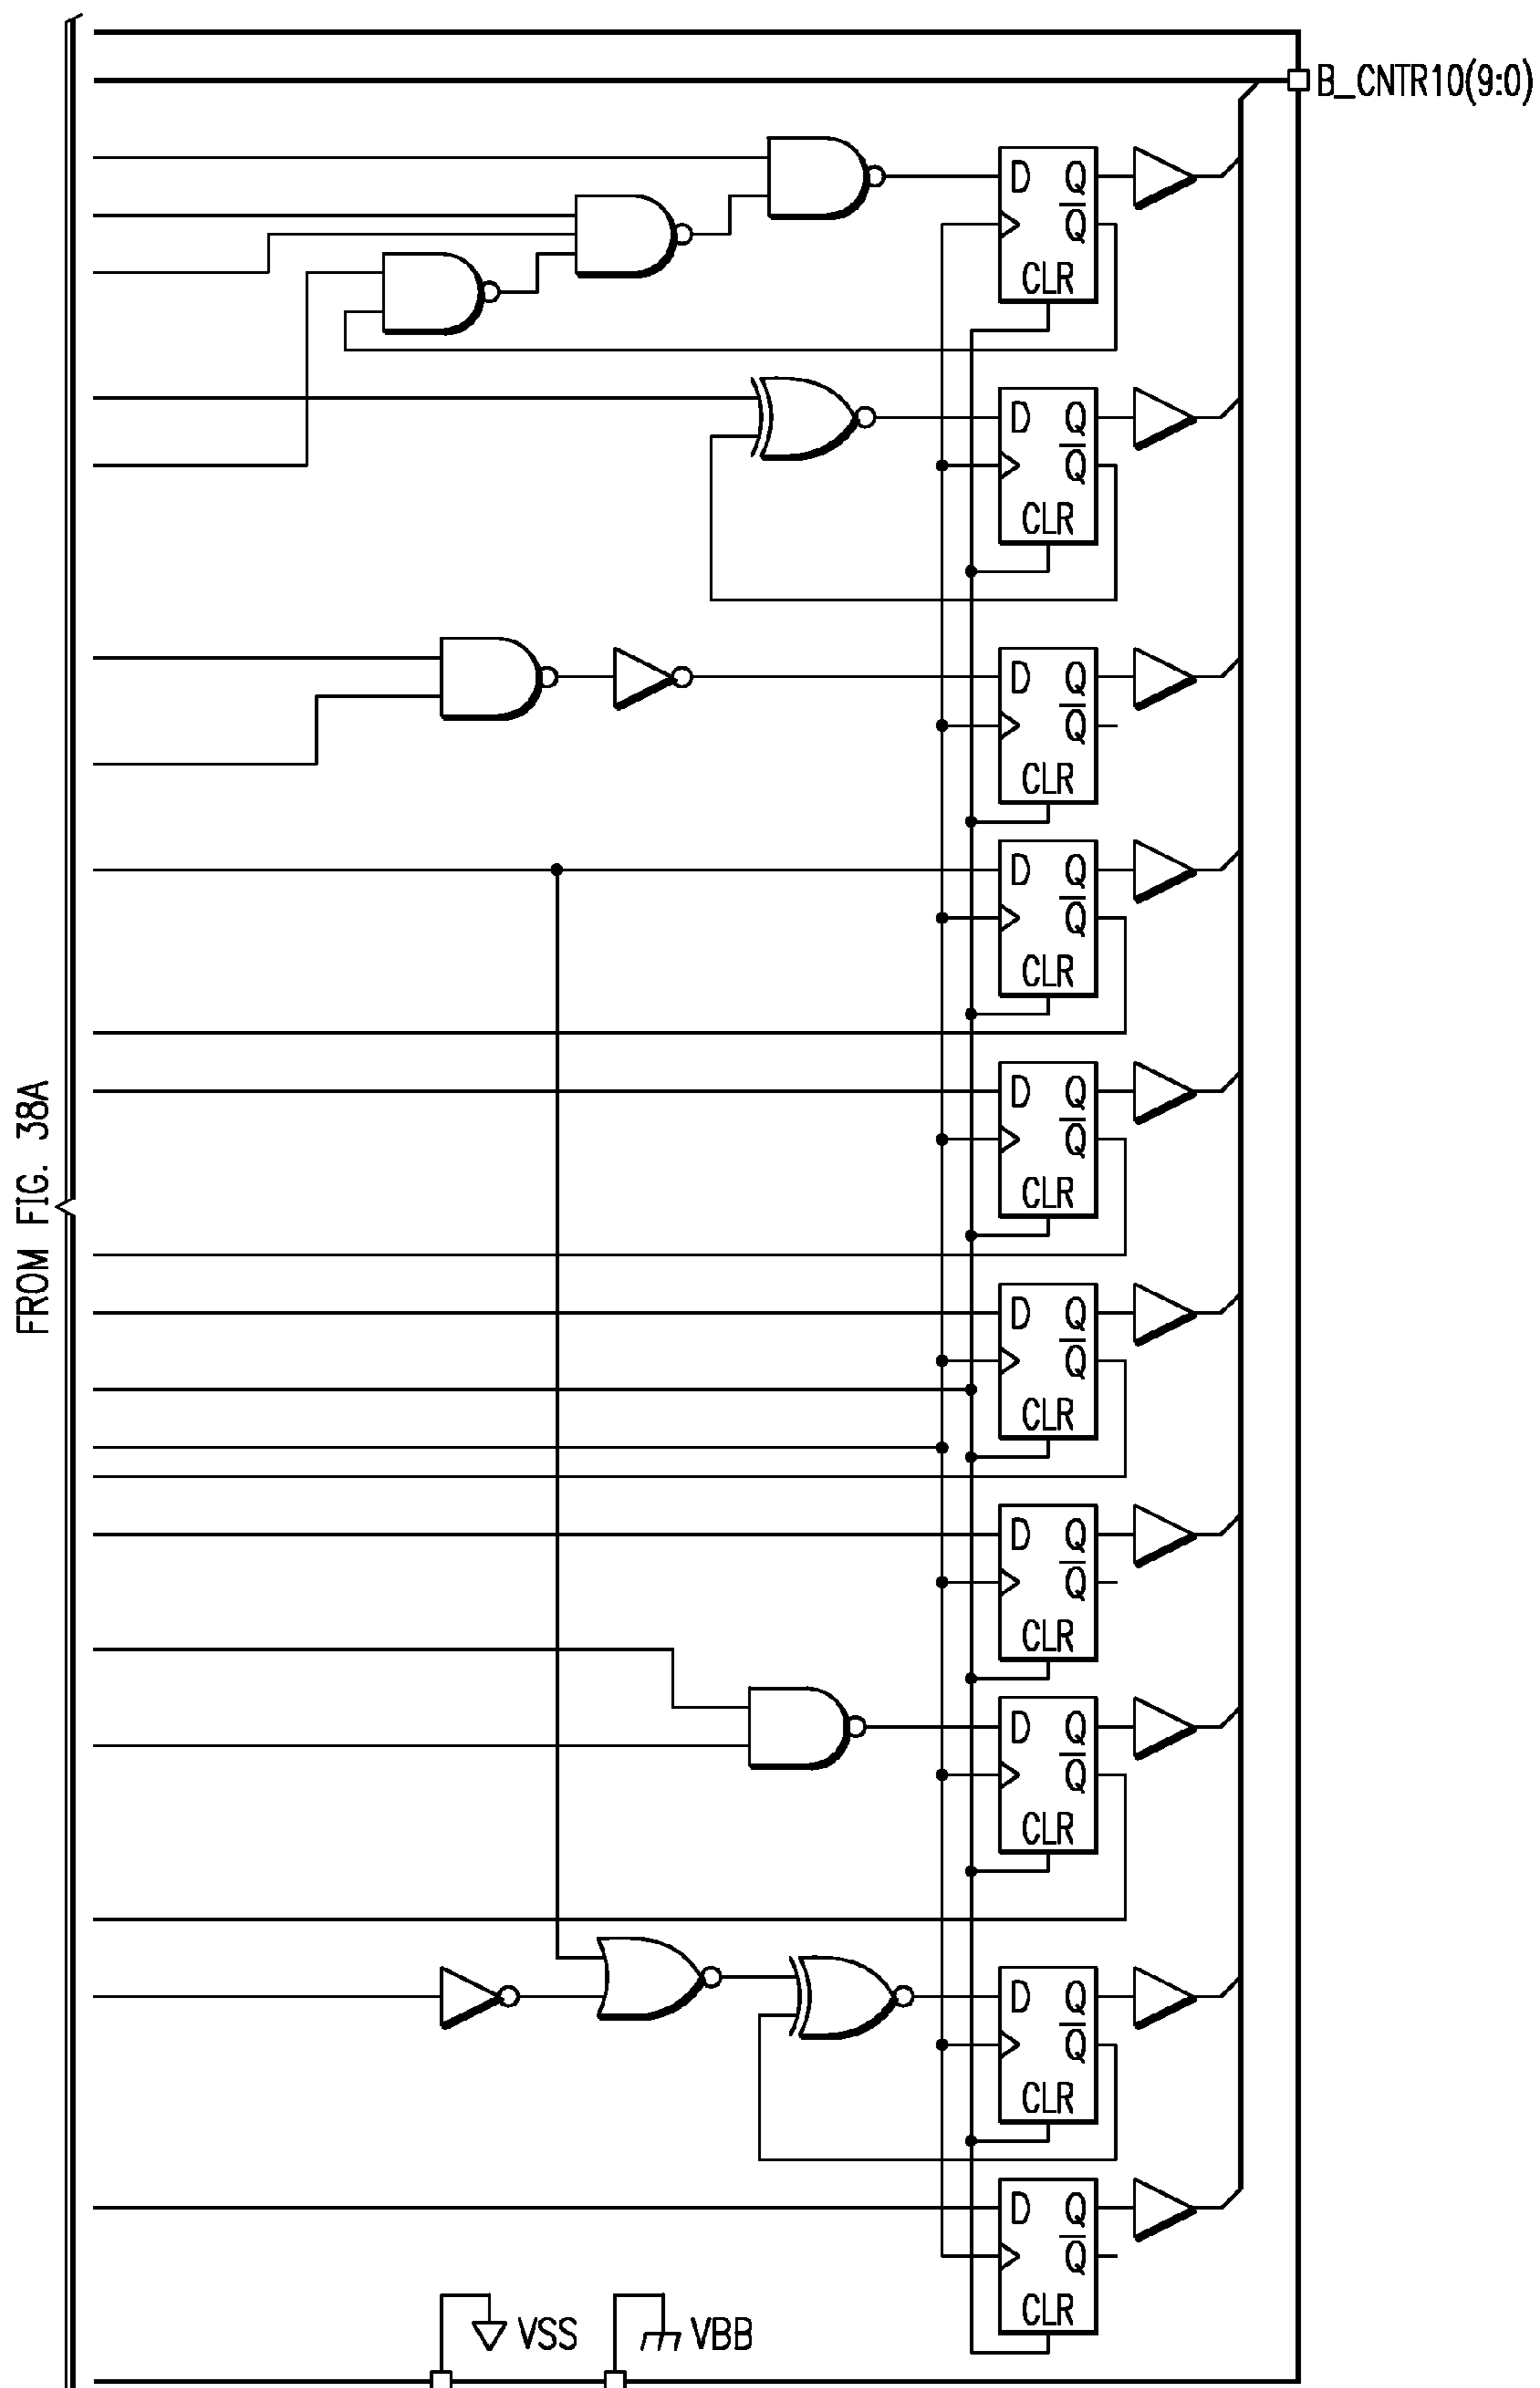 B_CNTR10(9:0)
D Q
Q
CLR
D Q
Q
CLR
D Q
Q
CLR
D Q
Q
CLR
FROM FIG. 38A
D Q
Q
CLR
D Q
Q
CLR
D Q
Q
CLR
D Q
Q
CLR
D Q
Q
CLR
D Q
Q
CLR
VSS
VBB